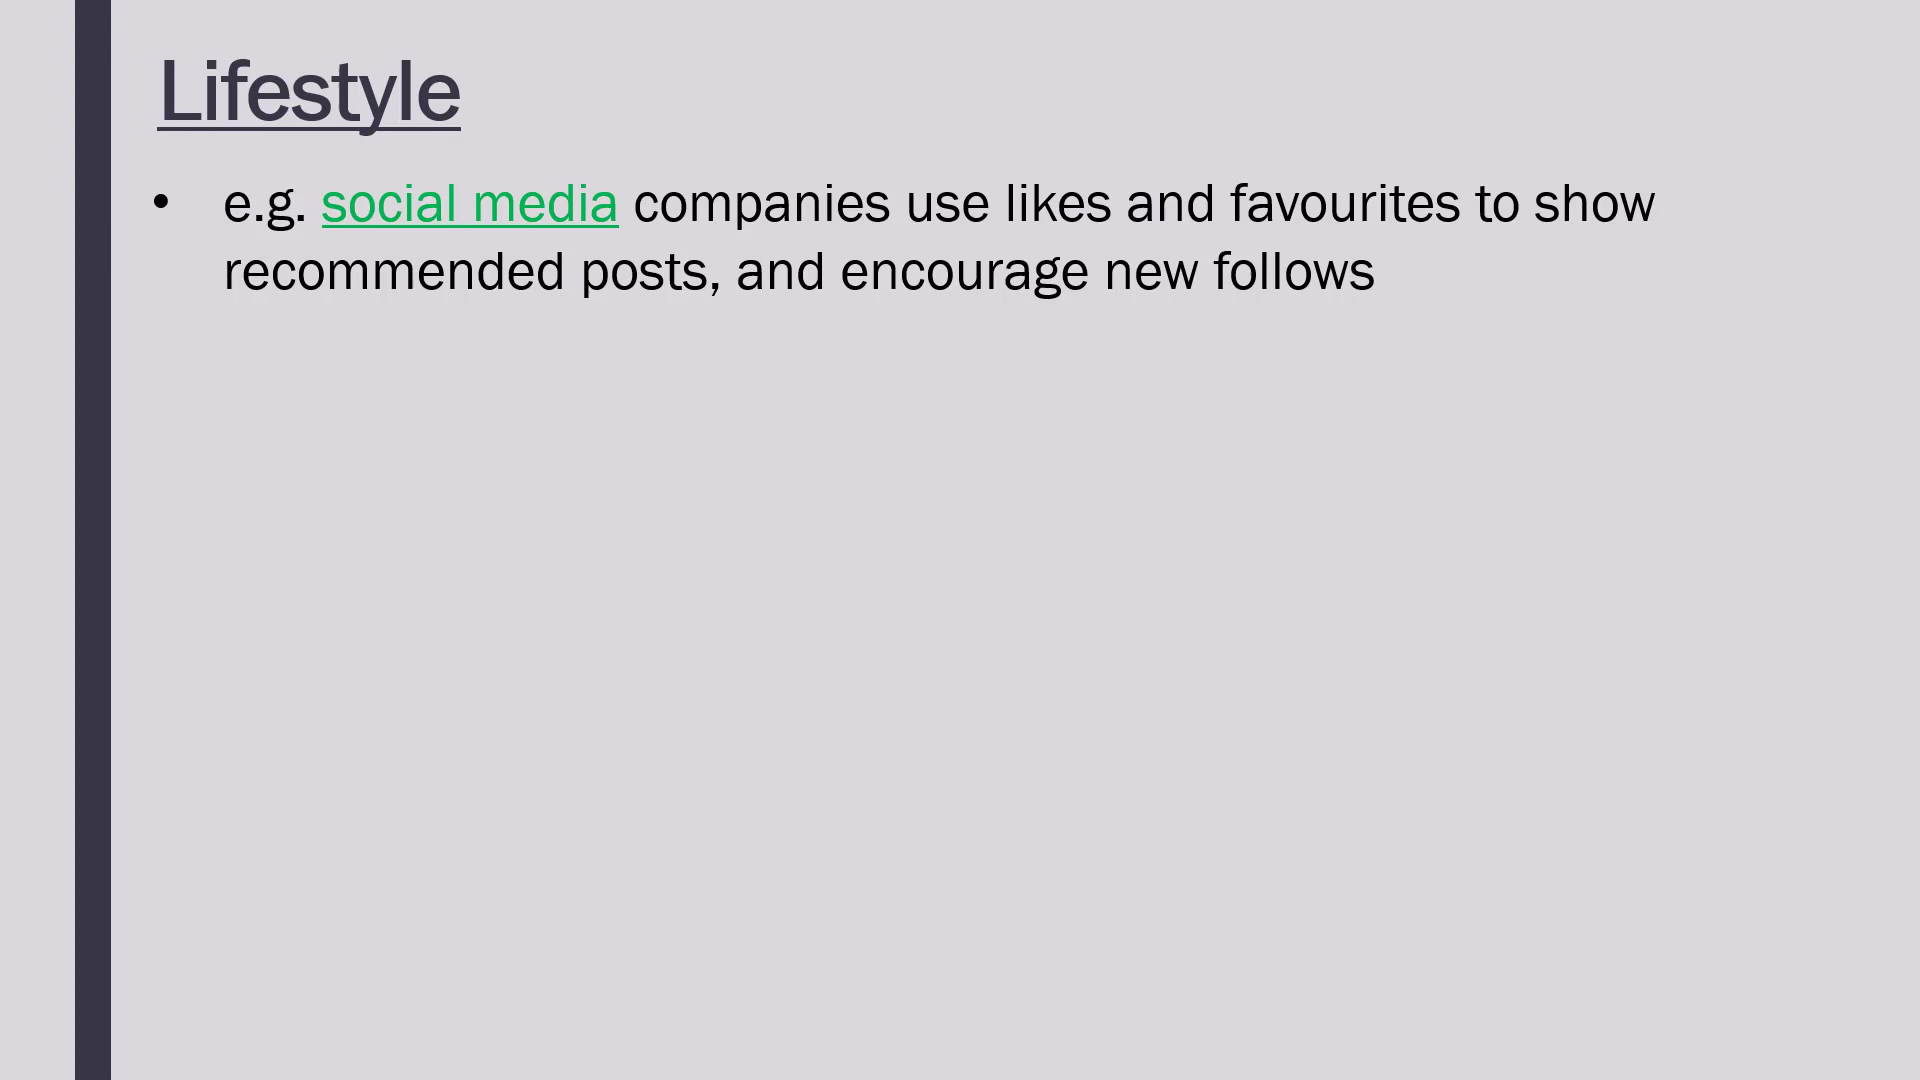 Lifestyle
• e.g. social media companies use likes and favourites to show
recommended posts, and encourage new follows